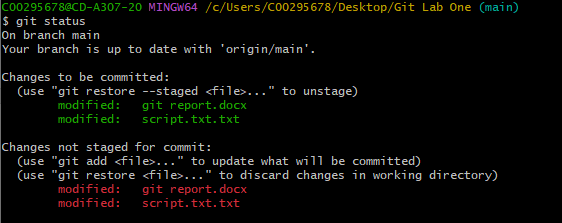 C00295678@CD-A307-20 MINGW64 /c/Users/C00295678/Desktop/Git Lab One (main)
$ git status
On branch main
Your branch is up to date with 'origin/main'.

Changes to be committed:
  (use "git restore --staged <file>..." to unstage)
        modified:   git report.docx
        modified:   script.txt.txt

Changes not staged for commit:
  (use "git add <file>..." to update what will be committed)
  (use "git restore <file>..." to discard changes in working directory)
        modified:   git report.docx
        modified:   script.txt.txt